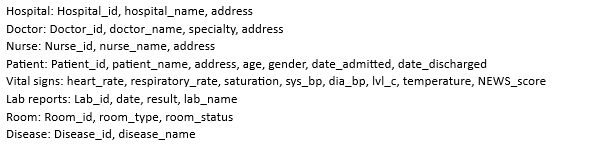 Hospital: Hospital_id, hospital_name, address
Doctor: Doctor_id, doctor_name, specialty, address
Nurse: Nurse_id, nurse_name, address
Patient: Patient_id, patient_name, address, age, gender, date_admitted, date_discharged
Vital signs: heart_rate, respiratory_rate, saturation, sys_bp, dia_bp, lvl_c, temperature, NEWS_score
Lab reports: Lab_id, date, result, lab_name
Room: Room_id, room_type, room_status
Disease: Disease_id, disease_name